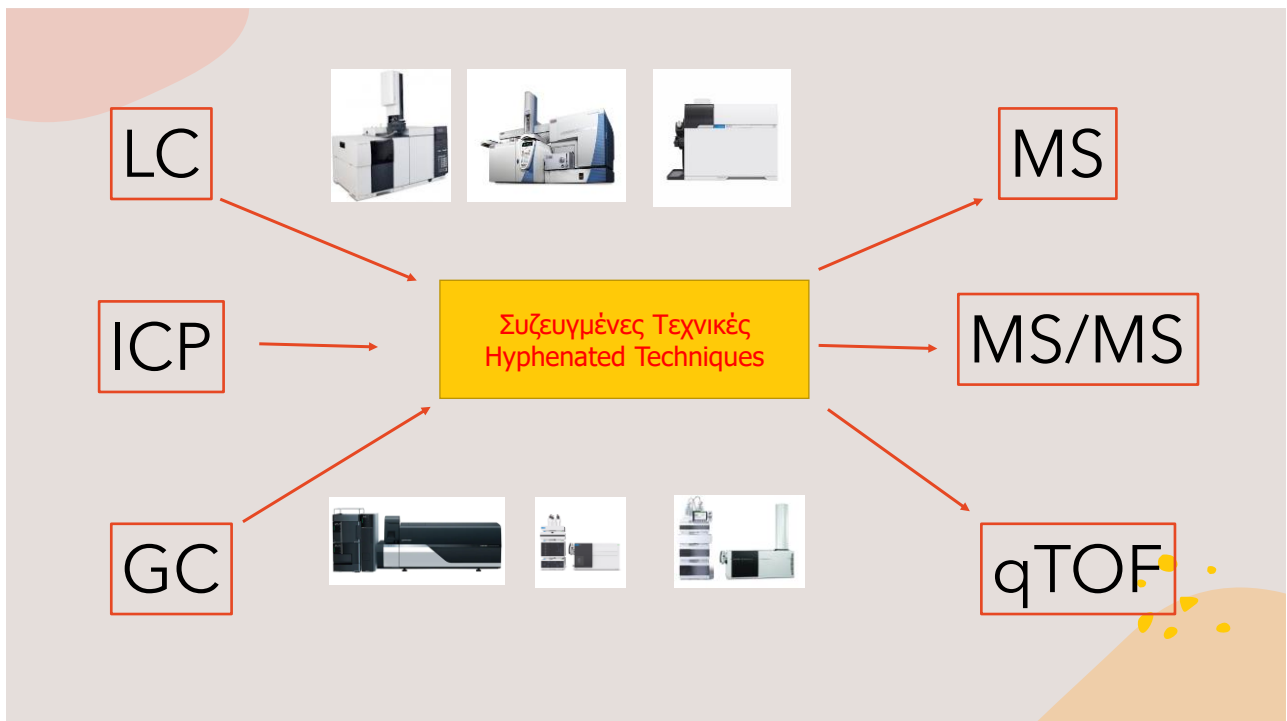 LC
MS
Συζευγμένες Τεχνικές
Hyphenated Techniques
ICP
MS/MS
GC
qTOF